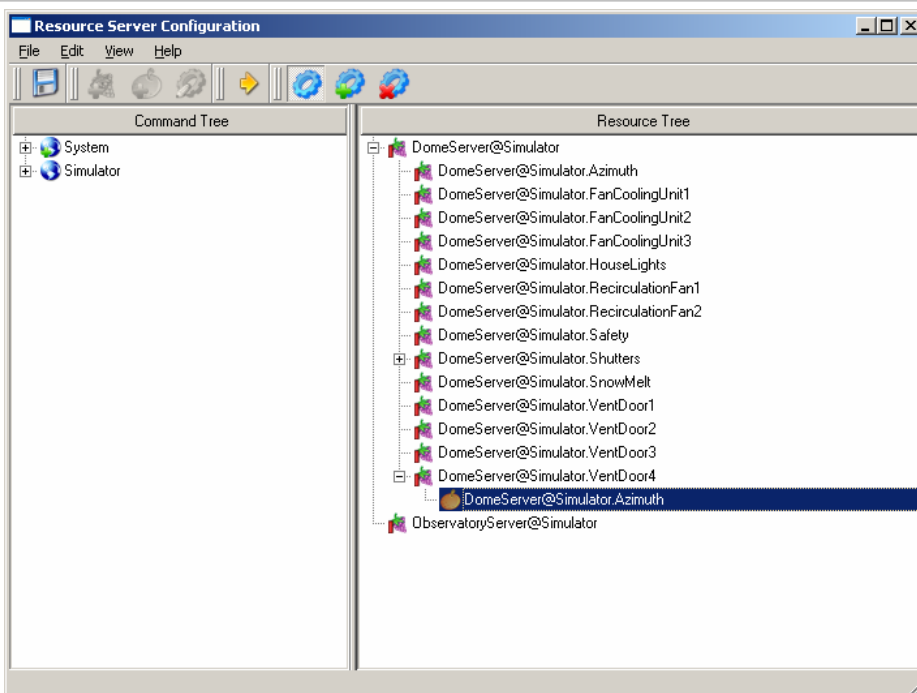 Resource Server Configuration
File Edit View Help
Command Tree
System
Simulator
Resource Tree
DomeServer@Simulator
DomeServer@Simulator.Azimuth
DomeServer@Simulator.FanCoolingUnit1
DomeServer@Simulator.FanCoolingUnit2
DomeServer@Simulator.FanCoolingUnit3
DomeServer@Simulator.HouseLights
DomeServer@Simulator.RecirculationFan1
DomeServer@Simulator.RecirculationFan2
DomeServer@Simulator.Safety
DomeServer@Simulator.Shutters
DomeServer@Simulator.SnowMelt
DomeServer@Simulator.VentDoor1
DomeServer@Simulator.VentDoor2
DomeServer@Simulator.VentDoor3
DomeServer@Simulator.VentDoor4
DomeServer@Simulator.Azimuth
ObservatoryServer@Simulator